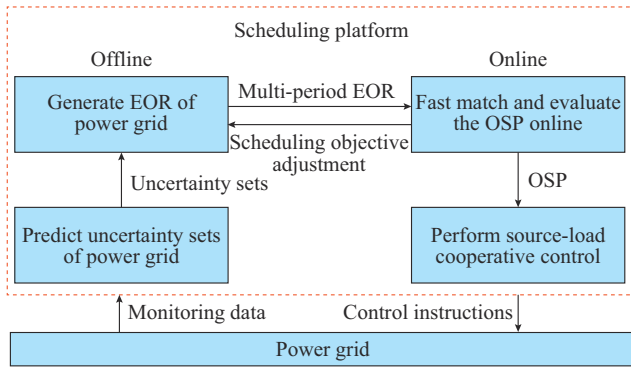 Scheduling platform
Offline
Online
Generate EOR of
power grid
Multi-period EOR
Fast match and evaluate
the OSP online
Scheduling objective
adjustment
Uncertainty sets
OSP
Predict uncertainty sets
of power grid
Perform source-load
cooperative control
Monitoring data
Control instructions
Power grid